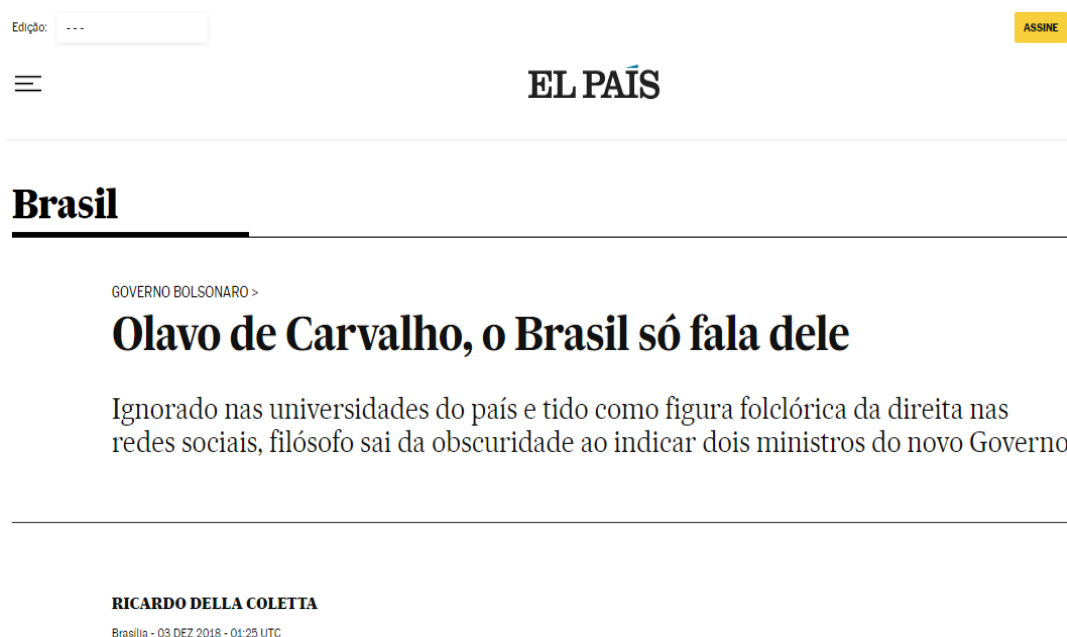 Edição: ---
ASSINE
EL PAÍS
Brasil
GOVERNO BOLSONARO >
Olavo de Carvalho, o Brasil só fala dele
Ignorado nas universidades do país e tido como figura folclórica da direita nas
redes sociais, filósofo sai da obscuridade ao indicar dois ministros do novo Governo
RICARDO DELLA COLETTA
Brasília - 03 DEZ 2018 - 01:25 UTC